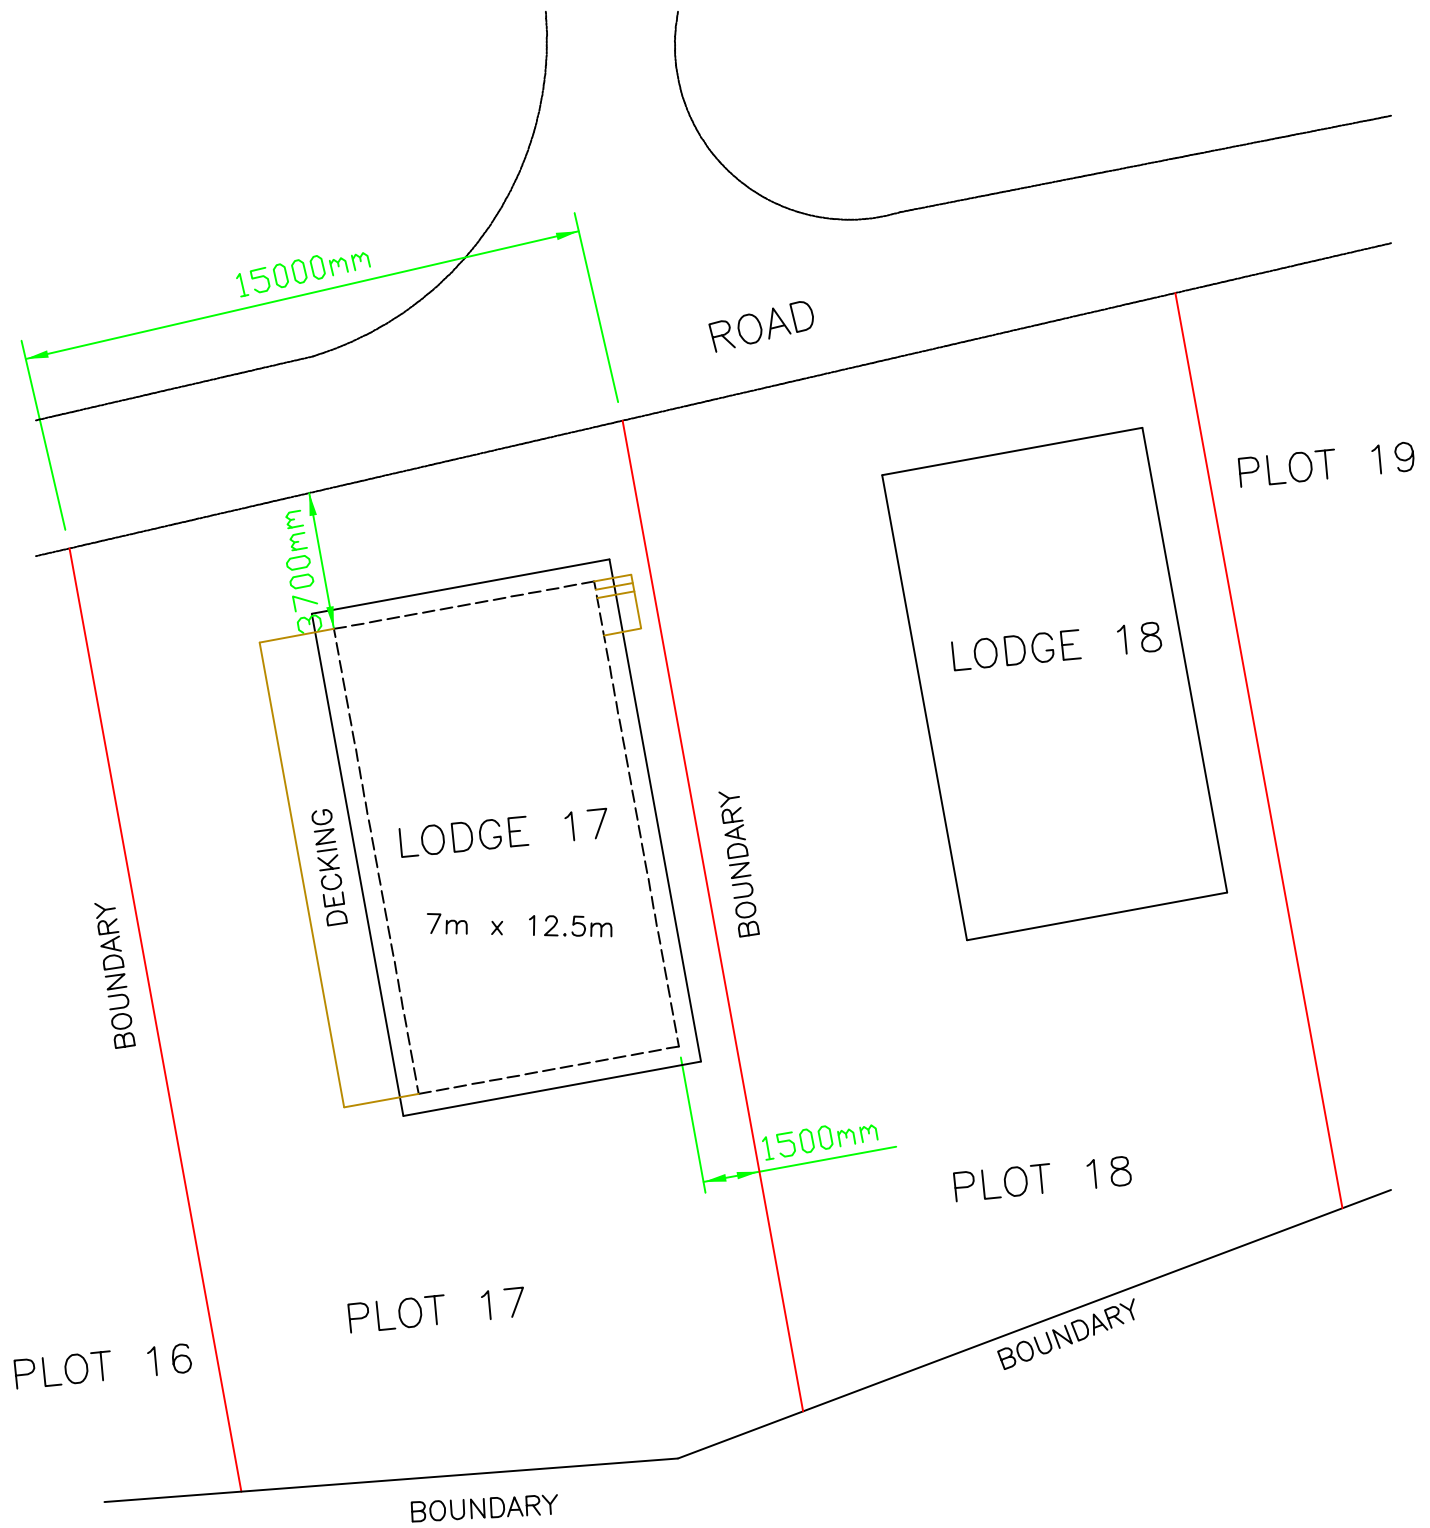 15000mm
ROAD
PLOT 19
3700mm
LODGE 18
LODGE 17
7m x 12.5m
DECKING
BOUNDARY
BOUNDARY
1500mm
PLOT 18
PLOT 17
PLOT 16
BOUNDARY
BOUNDARY